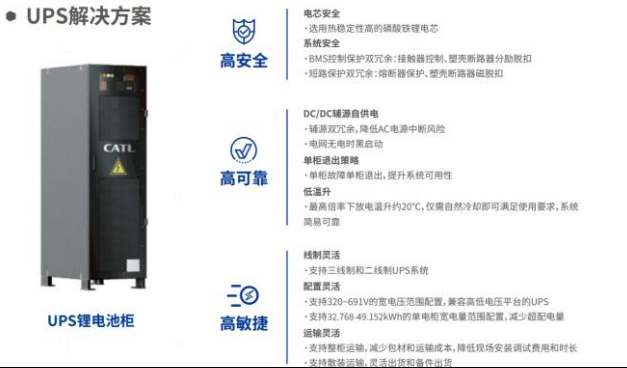 UPS解决方案
CATL
UPS锂电池柜
高安全
电芯安全
·选用热稳定性高的磷酸铁锂电芯
系统安全
·BMS控制保护双冗余:接触器控制、塑壳断路器分励脱扣
·短路保护双冗余:熔断器保护、塑壳断路器磁脱扣
高可靠
DC/DC辅源自供电
·辅源双冗余,降低AC电源中断风险
·电网无电时黑启动
单柜退出策略
·单柜故障单柜退出,提升系统可用性
低温升
·最高倍率下放电温升约20℃,仅需自然冷却即可满足使用要求,系统
简易可靠
高敏捷
线制灵活
·支持三线制和二线制UPS系统
配置灵活
·支持320~691V的宽电压范围配置,兼容高低电压平台的UPS
·支持32.768-49.152kWh的单电柜宽电量范围配置,减少超配电量
运输灵活
·支持整柜运输,减少包材和运输成本,降低现场安装调试费用和时长
·支持散装运输,灵活出货和备件出货